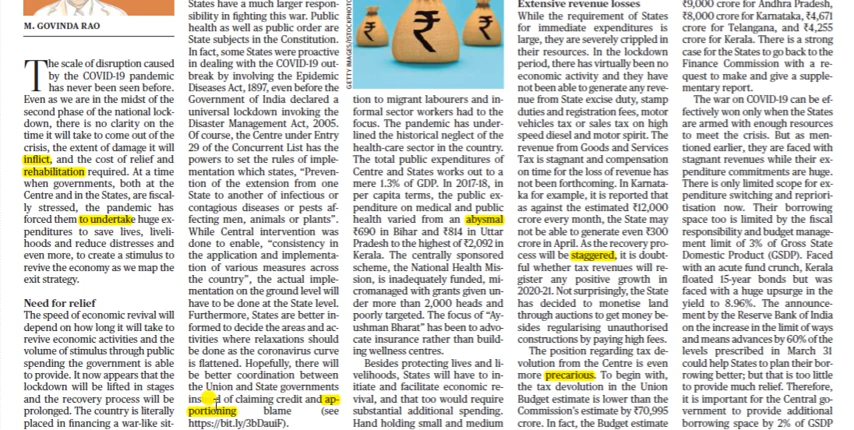 M. GOVINDA RAO
The scale of disruption caused
by the COVID-19 pandemic
has never been seen before.
Even as we are in the midst of the
second phase of the national lock-
down, there is no clarity on the
time it will take to come out of the
crisis, the extent of damage it will
inflict, and the cost of relief and
rehabilitation required. At a time
when governments, both at the
Centre and in the States, are fiscal-
ly stressed, the pandemic has
forced them to undertake huge ex-
penditures to save lives, liveli-
hoods and reduce distresses and
even more, to create a stimulus to
revive the economy as we map the
exit strategy.
Need for relief
The speed of economic revival will
depend on how long it will take to
revive economic activities and the
volume of stimulus through public
spending the government is able
to provide. It now appears that the
lockdown will be lifted in stages
and the recovery process will be
prolonged. The country is literally
placed in financing a war-like sit-
States have a much larger respon-
sibility in fighting this war. Public
health as well as public order are
State subjects in the Constitution.
In fact, some States were proactive
in dealing with the COVID-19 out-
break by involving the Epidemic
Diseases Act, 1897, even before the
Government of India declared a
universal lockdown invoking the
Disaster Management Act, 2005.
Of course, the Centre under Entry
29 of the Concurrent List has the
powers to set the rules of imple-
mentation which states, "Preven-
tion of the extension from one
State to another of infectious or
contagious diseases or pests af-
fecting men, animals or plants".
While Central intervention was
done to enable, "consistency in
the application and implementa-
tion of various measures across
the country", the actual imple-
mentation on the ground level will
have to be done at the State level.
Furthermore, States are better in-
formed to decide the areas and ac-
tivities where relaxations should
be done as the coronavirus curve
is flattened. Hopefully, there will
be better coordination between
the Union and State governments
instead of claiming credit and ap-
portioning blame (see
https://bit.ly/3bDauiF).
GETTY IMAGES/ISTOCKPHOTO
tion to migrant labourers and in-
formal sector workers had to the
focus. The pandemic has under-
lined the historical neglect of the
health-care sector in the country.
The total public expenditures of
Centre and States works out to a
mere 1.3% of GDP. In 2017-18, in
per capita terms, the public ex-
penditure on medical and public
health varied from an abysmal
₹690 in Bihar and ₹814 in Uttar
Pradesh to the highest of ₹2,092 in
Kerala. The centrally sponsored
scheme, the National Health Mis-
sion, is inadequately funded, mi-
cromanaged with grants given un-
der more than 2,000 heads and
poorly targeted. The focus of "Ay-
ushman Bharat" has been to advo-
cate insurance rather than build-
ing wellness centres.
Besides protecting lives and li-
velihoods, States will have to in-
itiate and facilitate economic re-
vival, and that too would require
substantial additional spending.
Hand holding small and medium
Extensive revenue losses
While the requirement of States
for immediate expenditures is
large, they are severely crippled in
their resources. In the lockdown
period, there has virtually been no
economic activity and they have
not been able to generate any reve-
nue from State excise duty, stamp
duties and registration fees, motor
vehicles tax or sales tax on high
speed diesel and motor spirit. The
revenue from Goods and Services
Tax is stagnant and compensation
on time for the loss of revenue has
not been forthcoming. In Karnata-
ka for example, it is reported that
as against the estimated ₹12,000
crore every month, the State may
not be able to generate even ₹300
crore in April. As the recovery pro-
cess will be staggered, it is doubt-
ful whether tax revenues will re-
gister any positive growth in
2020-21. Not surprisingly, the State
has decided to monetise land
through auctions to get money be-
sides regularising unauthorised
constructions by paying high fees.
The position regarding tax de-
volution from the Centre is even
more precarious. To begin with,
the tax devolution in the Union
Budget estimate is lower than the
Commission's estimate by ₹70,995
crore. In fact, the Budget estimate
₹9,000 crore for Andhra Pradesh,
₹8,000 crore for Karnataka, ₹4,671
crore for Telangana, and ₹4,255
crore for Kerala. There is a strong
case for the States to go back to the
Finance Commission with a re-
quest to make and give a supple-
mentary report.
The war on COVID-19 can be ef-
fectively won only when the States
are armed with enough resources
to meet the crisis. But as men-
tioned earlier, they are faced with
stagnant revenues while their ex-
penditure commitments are huge.
There is only limited scope for ex-
penditure switching and repriori-
tisation now. Their borrowing
space too is limited by the fiscal
responsibility and budget manage-
ment limit of 3% of Gross State
Domestic Product (GSDP). Faced
with an acute fund crunch, Kerala
floated 15-year bonds but was
faced with a huge upsurge in the
yield to 8.96%. The announce-
ment by the Reserve Bank of India
on the increase in the limit of ways
and means advances by 60% of the
levels prescribed in March 31
could help States to plan their bor-
rowing better; but that is too little
to provide much relief. Therefore,
it is important for the Central go-
vernment to provide additional
borrowing space by 2% of GSDP